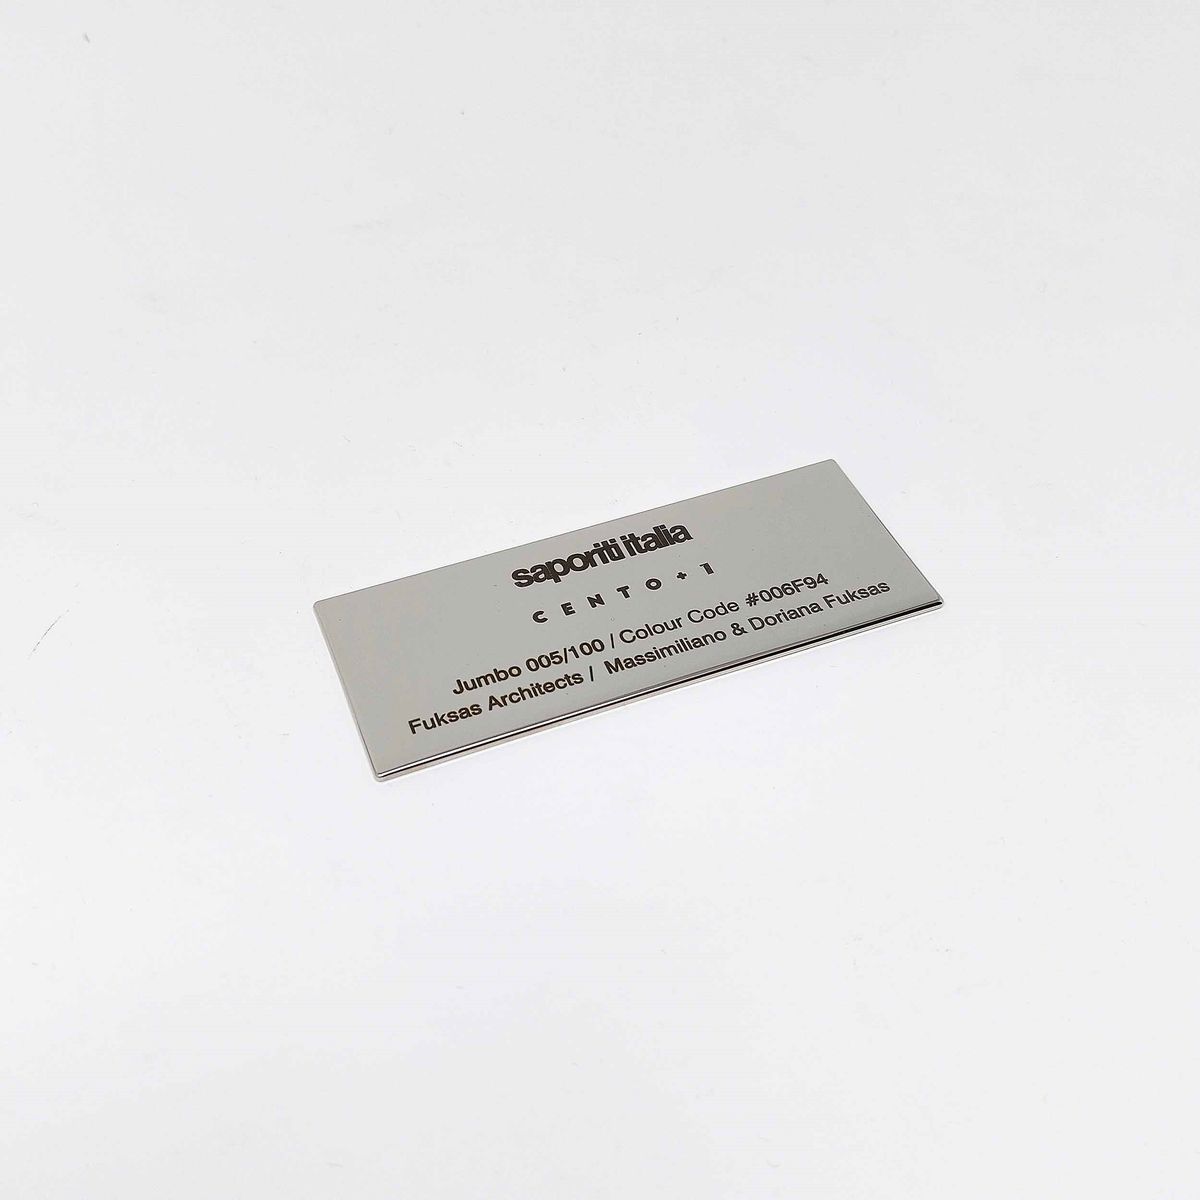 saporiti italia
CENTO+1
Jumbo 005/100 / Colour Code #006F94
Fuksas Architects / Massimiliano & Doriana Fuksas